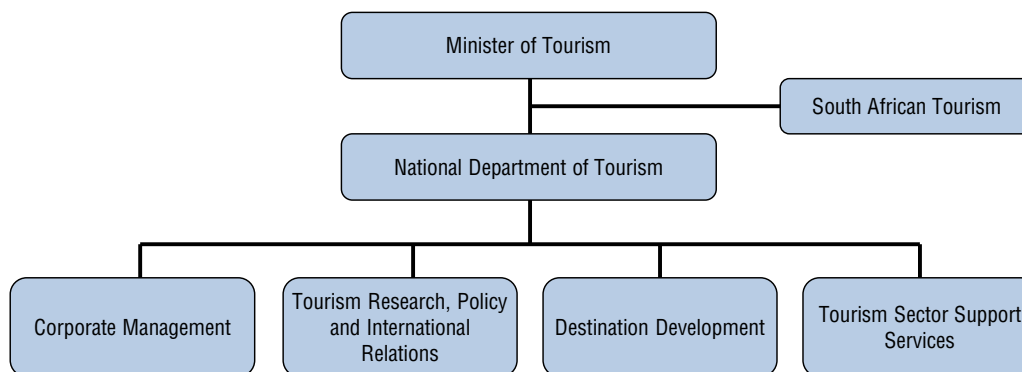 Minister of Tourism
South African Tourism
National Department of Tourism
Corporate Management
Tourism Research, Policy
and International
Relations
Destination Development
Tourism Sector Support
Services